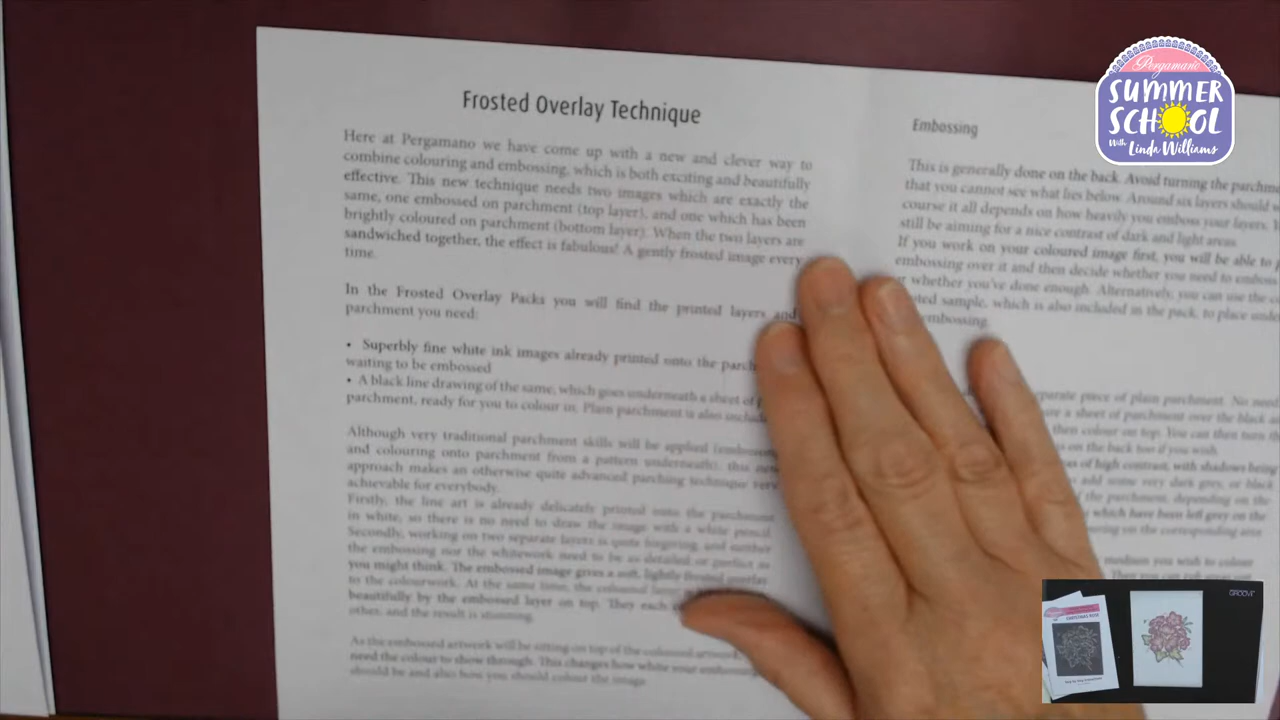 Frosted Overlay Technique
Here at Pergamano we have come up with a new and clever way to
combine colouring and embossing, which is both exciting and beautifully
effective. This new technique needs two images which are exactly the
same, one embossed on parchment (top layer), and one which has been
brightly coloured on parchment (bottom layer). When the two layers are
sandwiched together, the effect is fabulous! A gently frosted image every
time.
In the Frosted Overlay Packs you will find the printed layers and
parchment you need:
• Superbly fine white ink images already printed onto the
waiting to be embossed
• A black line drawing of the same, which goes underneath a sheet of
parchment, ready for you to colour in. Plain parchment is also
Although very traditional parchment skills will be applied
and colouring onto parchment from a pattern underneath), this new
approach makes an otherwise quite advanced parching technique very
achievable for everybody.
Firstly, the line art is already delicately printed onto the parchment
in white, so there is no need to draw the image with a white pencil
Secondly, working on two separate layers is quite forgiving, and neither
the embossing nor the whitework need to be as detailed or perfect as
you might think. The embossed image gives a soft, lightly frosted overlay
to the colourwork. At the same time, the coloured
beautifully by the embossed layer on top. They each
other, and the result is stunning.
As the embossed artwork will be sitting on top of the coloured artwork,
need the colour to show through. This changes how white your
should be and also how you should colour the image
Embossing
This is generally done on the back. Avoid turning the
that you cannot see what lies below. Around six layers should
course it all depends on how heavily you emboss your layers.
still be aiming for a nice contrast of dark and light areas.
If you work on your coloured image first, you will be able to
embossing over it and then decide whether you need to
whether you've done enough. Alternatively, you can use the
sample, which is also included in the pack, to place
embossing.
separate piece of plain parchment. No need
a sheet of parchment over the black
then colour on top. You can then turn
on the back too if you wish.
of high contrast, with shadows being
add some very dark grey, or black
the parchment, depending on the
which have been left grey on the
on the corresponding area
medium you wish to colour
Pergamano
SUMMER
SCHOOL
With
Linda Williams
GROOVI